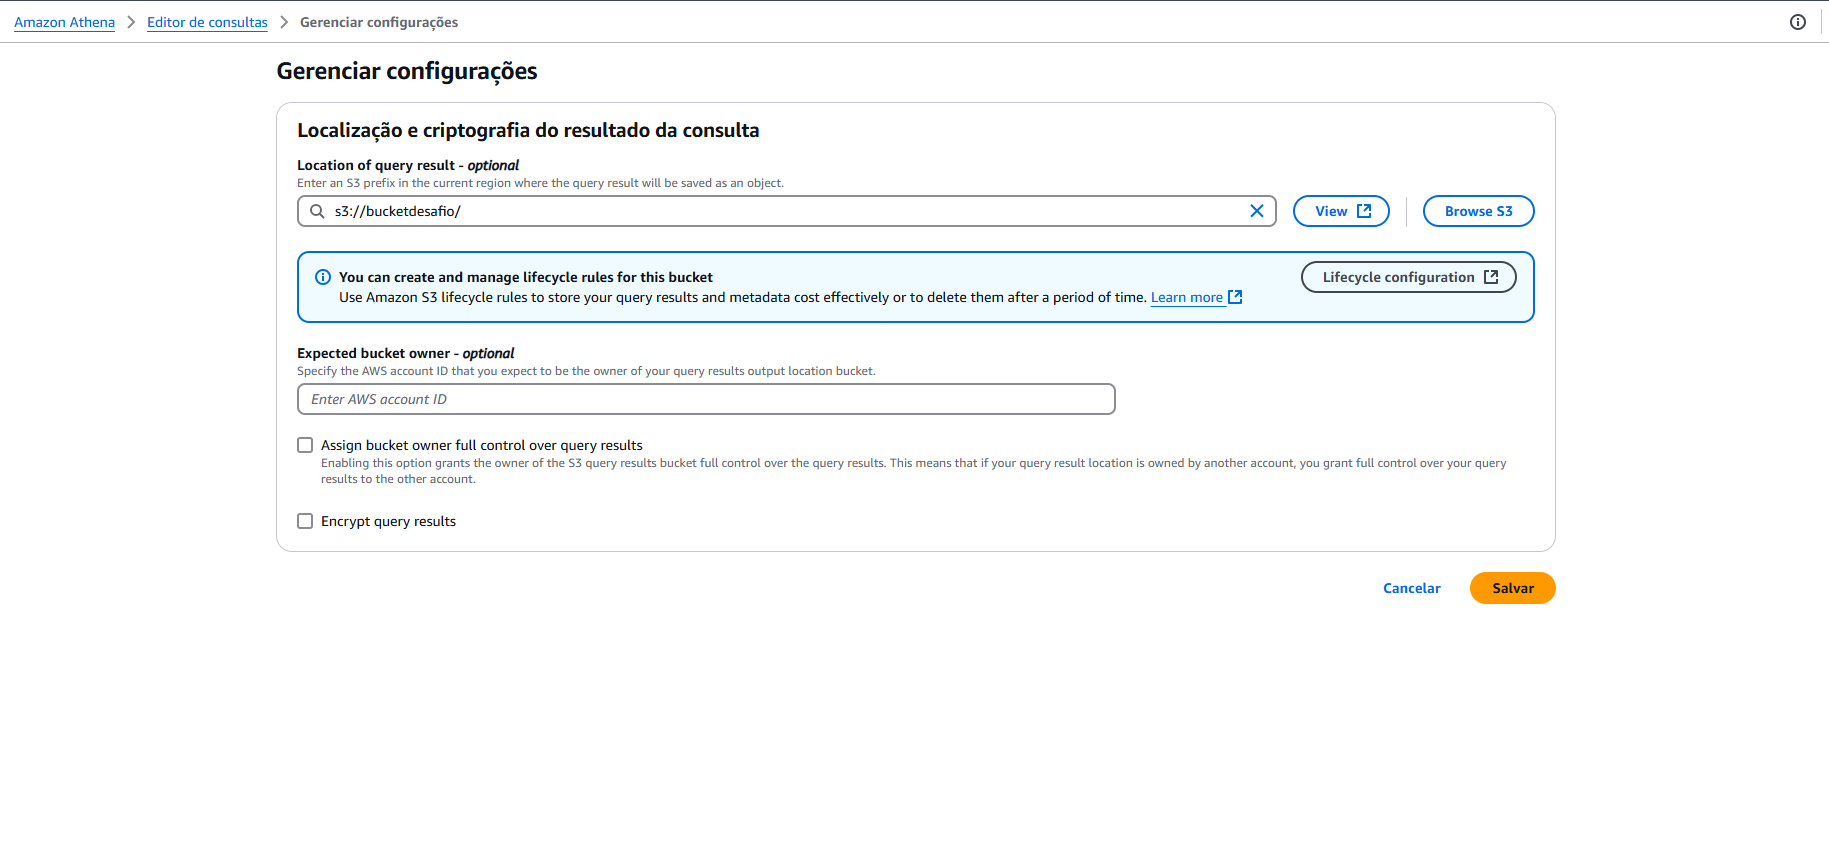 Amazon Athena > Editor de consultas > Gerenciar configurações
Gerenciar configurações
Localização e criptografia do resultado da consulta
Location of query result - optional
Enter an S3 prefix in the current region where the query result will be saved as an object.
s3://bucketdesafio/
View
Browse S3
You can create and manage lifecycle rules for this bucket
Use Amazon S3 lifecycle rules to store your query results and metadata cost effectively or to delete them after a period of time. Learn more
Lifecycle configuration
Expected bucket owner - optional
Specify the AWS account ID that you expect to be the owner of your query results output location bucket.
Enter AWS account ID
Assign bucket owner full control over query results
Enabling this option grants the owner of the S3 query results bucket full control over the query results. This means that if your query result location is owned by another account, you grant full control over your query
results to the other account.
Encrypt query results
Cancelar
Salvar